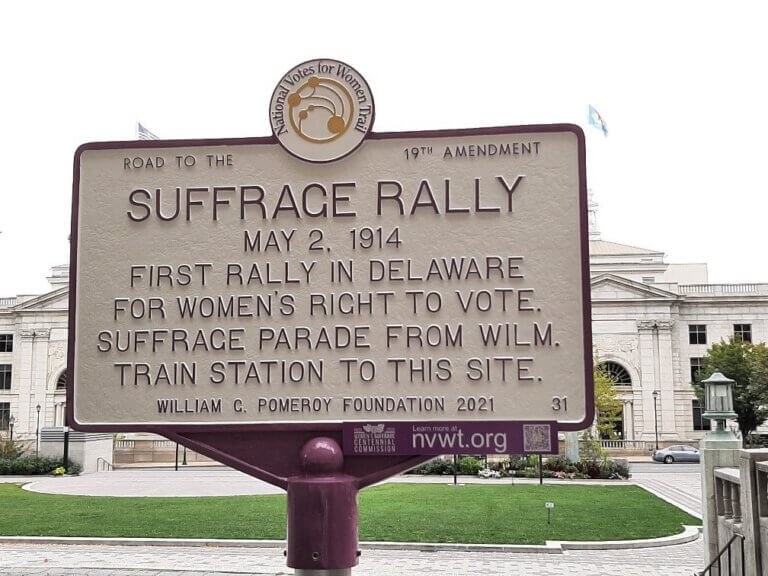 National Votes for Women Trail
ROAD TO THE 19TH AMENDMENT
SUFFRAGE RALLY
MAY 2, 1914
FIRST RALLY IN DELAWARE
FOR WOMEN'S RIGHT TO VOTE.
SUFFRAGE PARADE FROM WILM.
TRAIN STATION TO THIS SITE.
WILLIAM G. POMEROY FOUNDATION 2021 31
WOMEN'S SUFFRAGE
CENTENNIAL
COMMISSION
Learn more at
nvwt.org